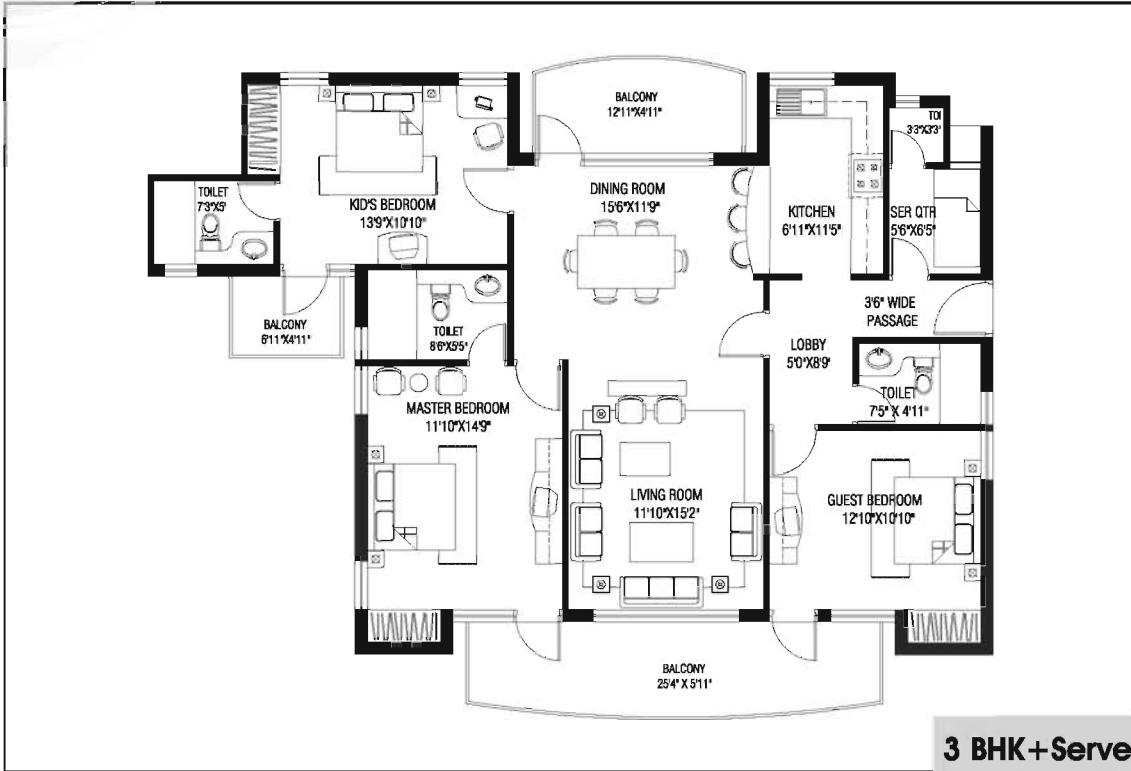 BALCONY
12'11"X4'11"
TOI
3'3"X3'3'
TOILET
7'3"X5'
KID'S BEDROOM
13'9"X10'10"
DINING ROOM
15'6"X11'9"
KITCHEN
6'11"X11'5"
SER QTR
5'6"X6'5"
BALCONY
6'11"X4'11"
TOILET
8'6"X5'5"
3'6" WIDE
PASSAGE
LOBBY
5'0"X8'9"
MASTER BEDROOM
11'10"X14'9"
TOILET
7'5" X 4'11"
LIVING ROOM
11'10"X15'2"
GUEST BEDROOM
12'10"X10'10"
BALCONY
25'4" X 5'11"
3 BHK+Serve